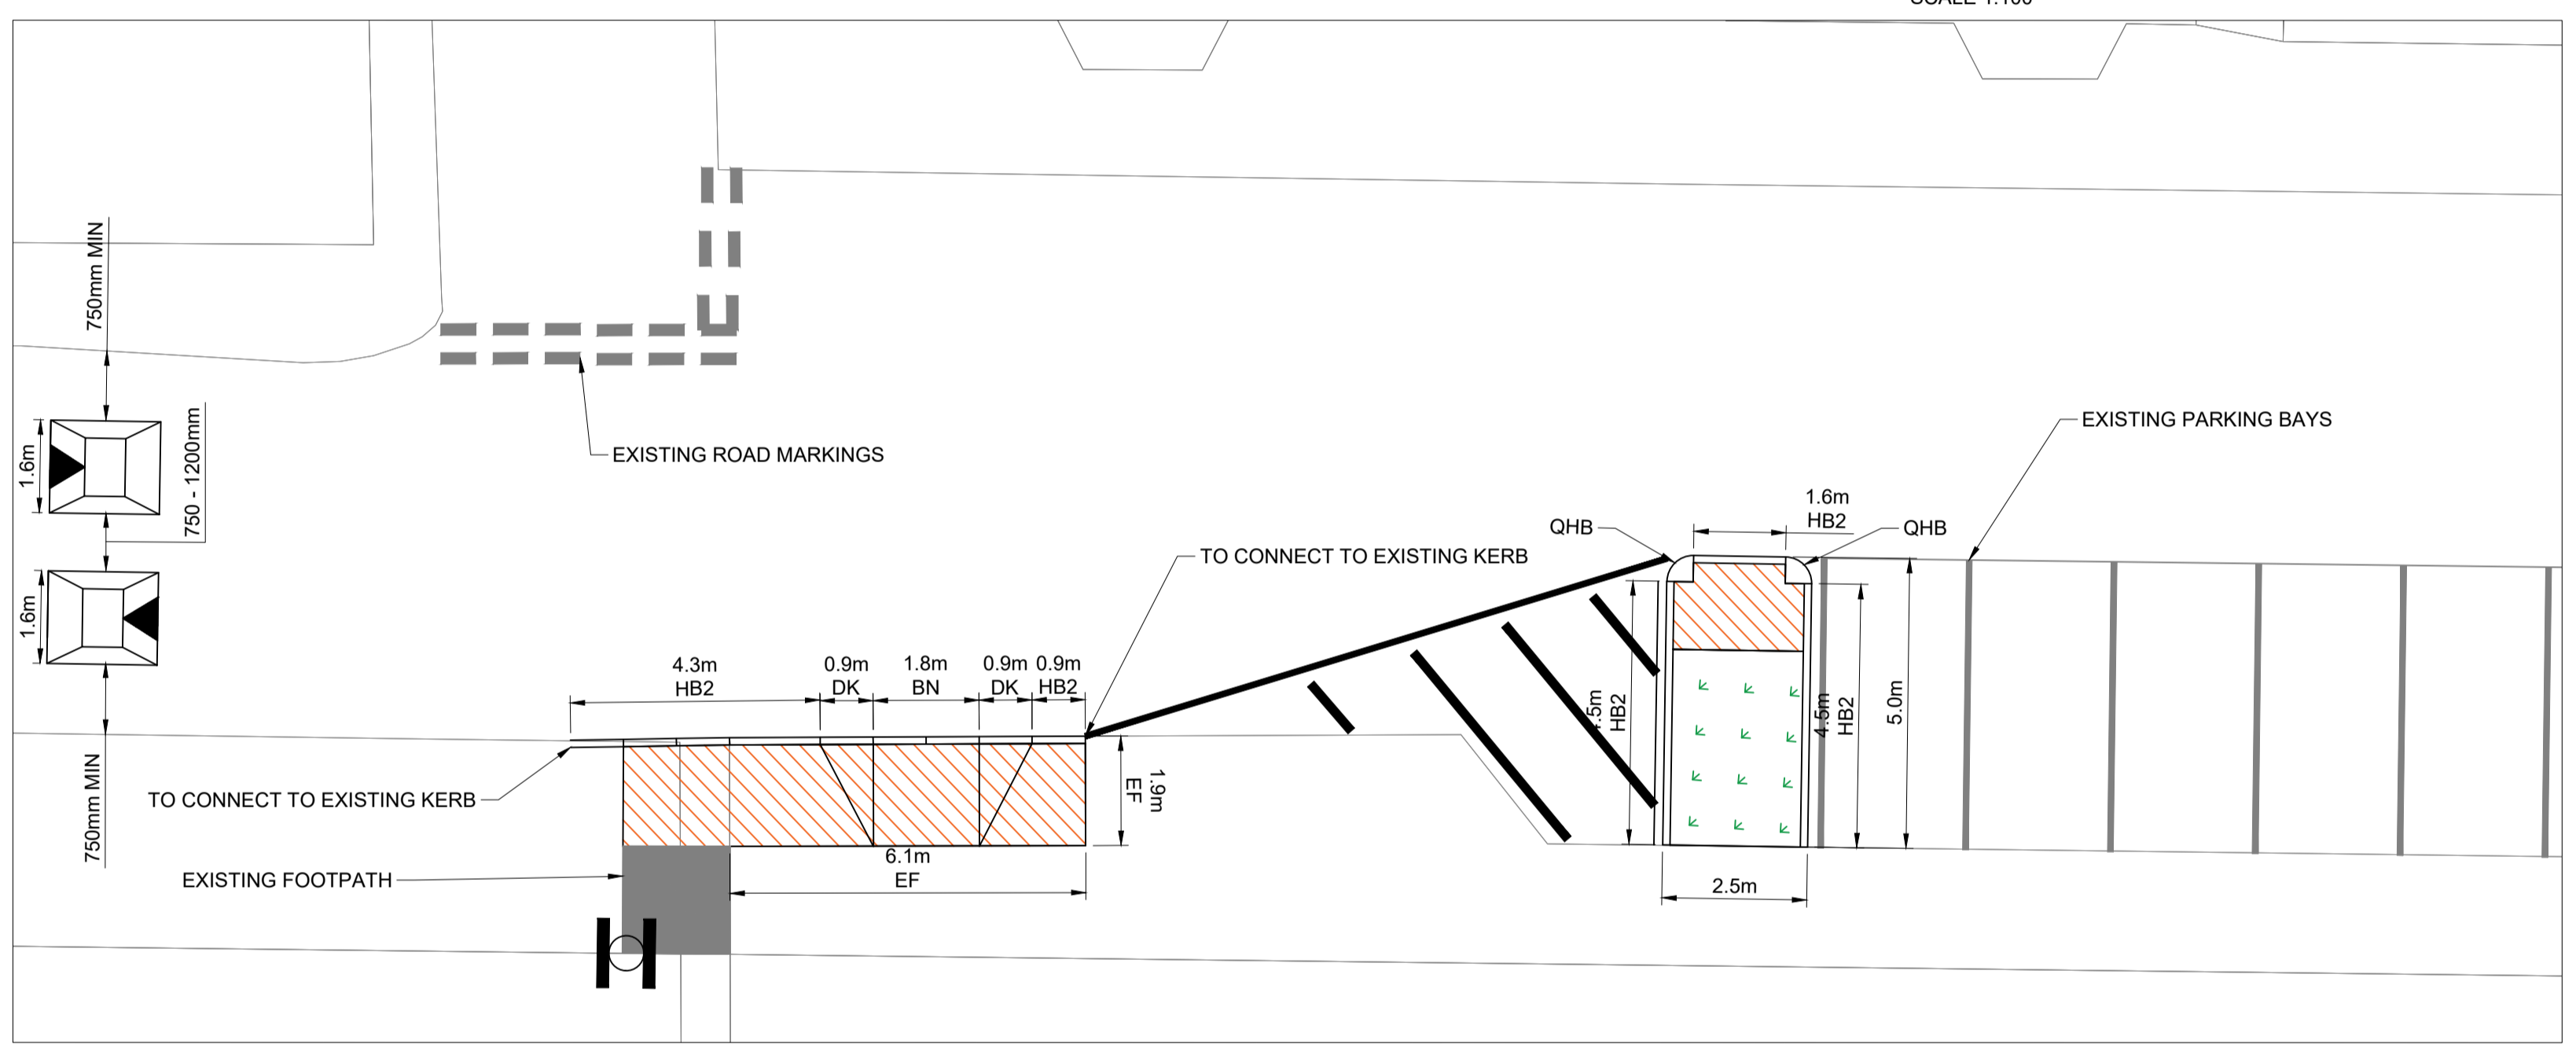 750mm MIN
1.6m
750 - 1200mm
1.6m
750mm MIN
EXISTING ROAD MARKINGS
EXISTING PARKING BAYS
1.6m
HB2
QHB
QHB
TO CONNECT TO EXISTING KERB
4.3m
HB2
0.9m
DK
1.8m
BN
0.9m
DK
0.9m
HB2
HB2
4.5m
HB2
5.0m
1.9m
EF
TO CONNECT TO EXISTING KERB
6.1m
EF
EXISTING FOOTPATH
2.5m